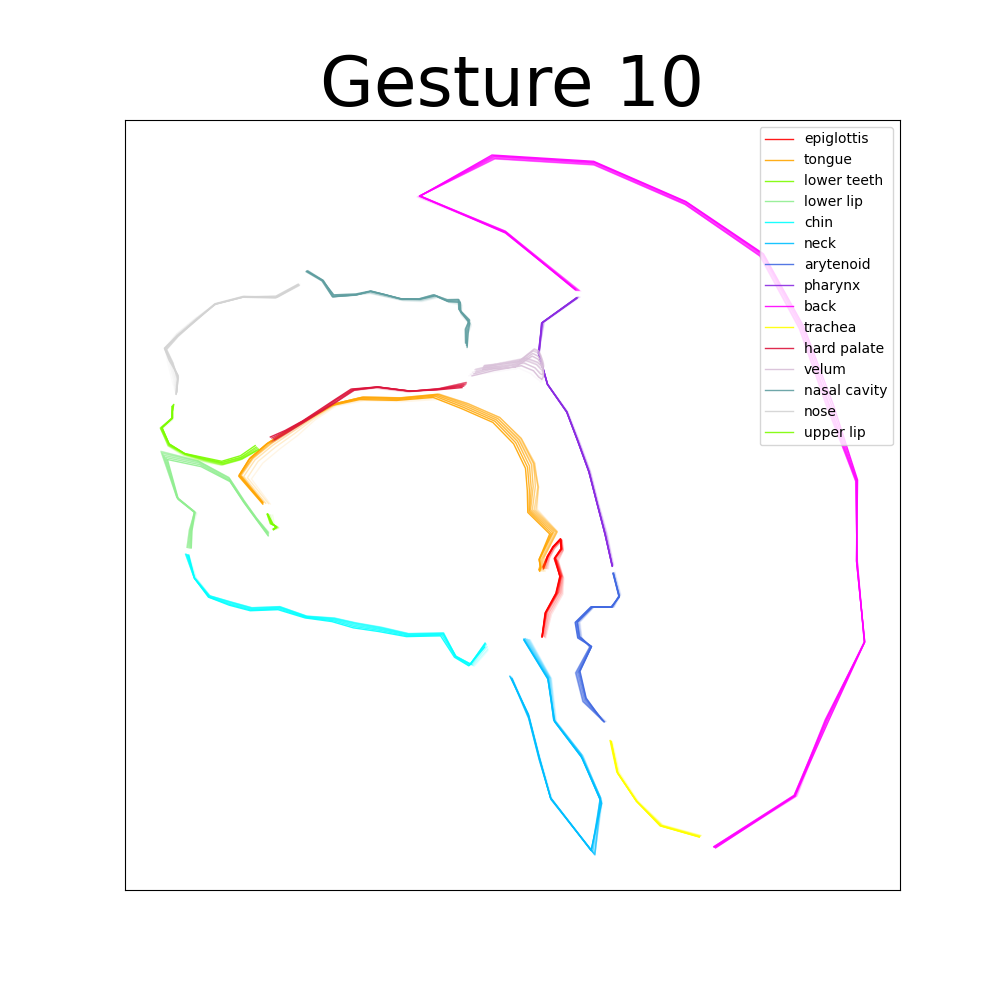 Gesture 10
epiglottis
tongue
lower teeth
lower lip
chin
neck
arytenoid
pharynx
back
trachea
hard palate
velum
nasal cavity
nose
upper lip